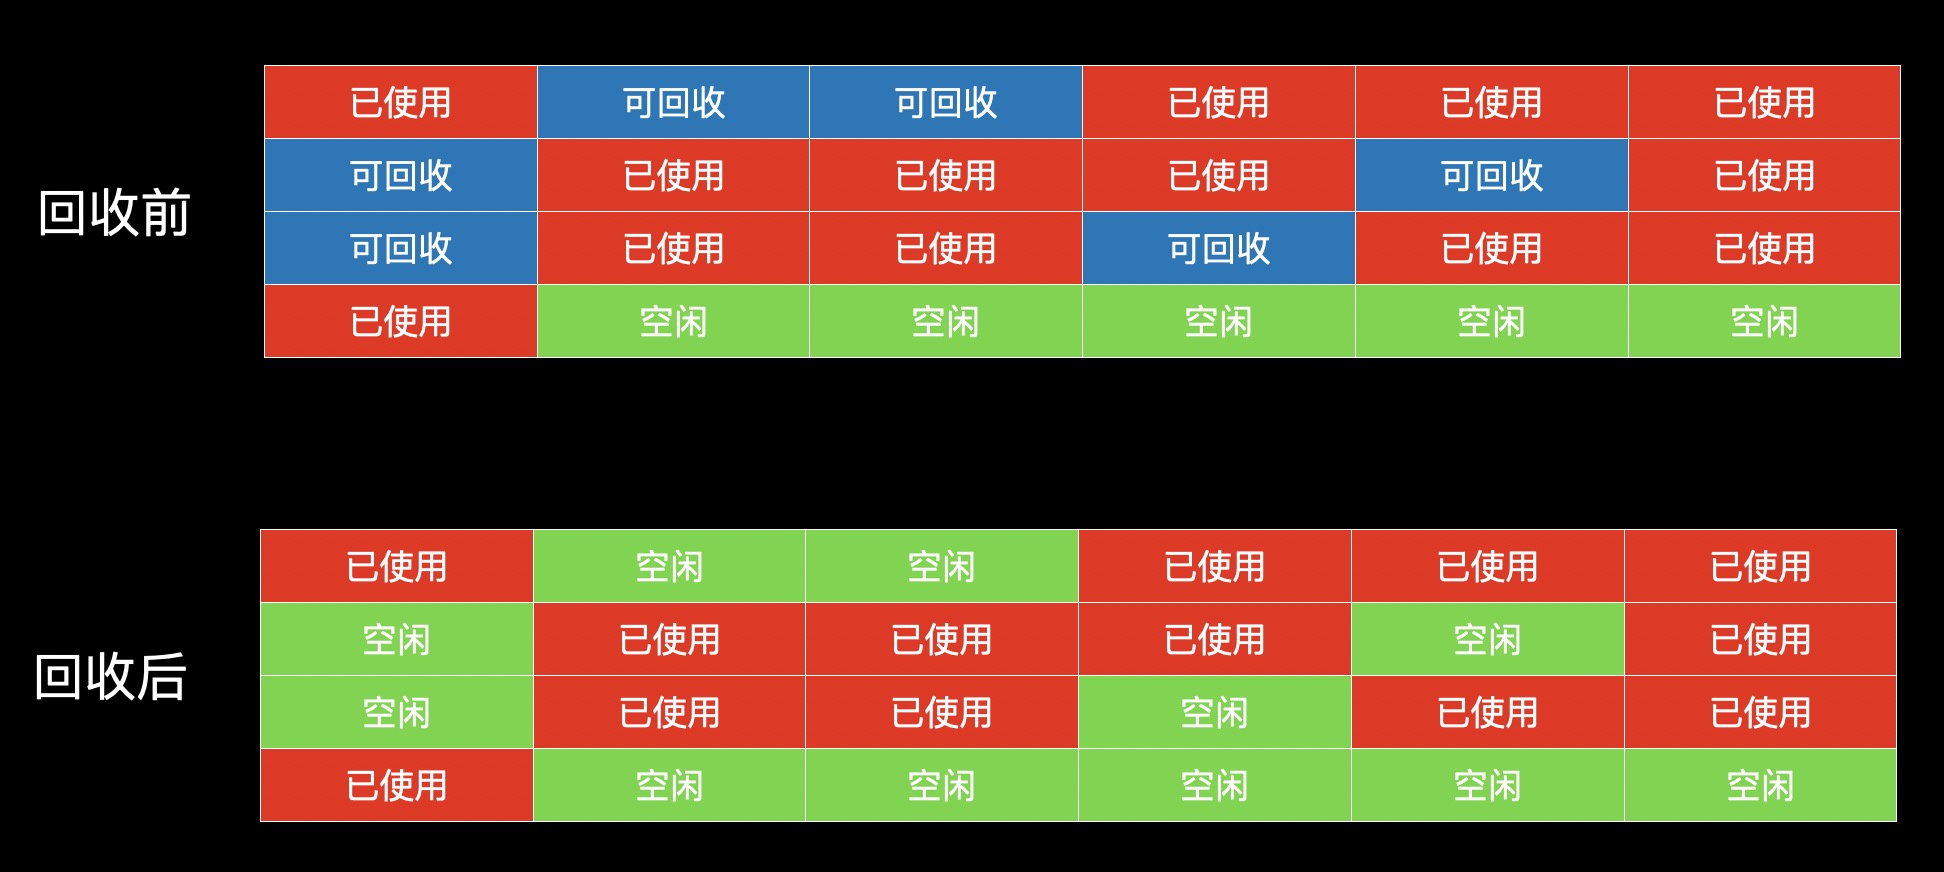 已使用 可回收 可回收 已使用 已使用 已使用
可回收 已使用 已使用 已使用 可回收 已使用
回收前
可回收 已使用 已使用 可回收 已使用 已使用
已使用 空闲 空闲 空闲 空闲 空闲
已使用 空闲 空闲 已使用 已使用 已使用
空闲 已使用 已使用 已使用 空闲 已使用
回收后
空闲 已使用 已使用 空闲 已使用 已使用
已使用 空闲 空闲 空闲 空闲 空闲